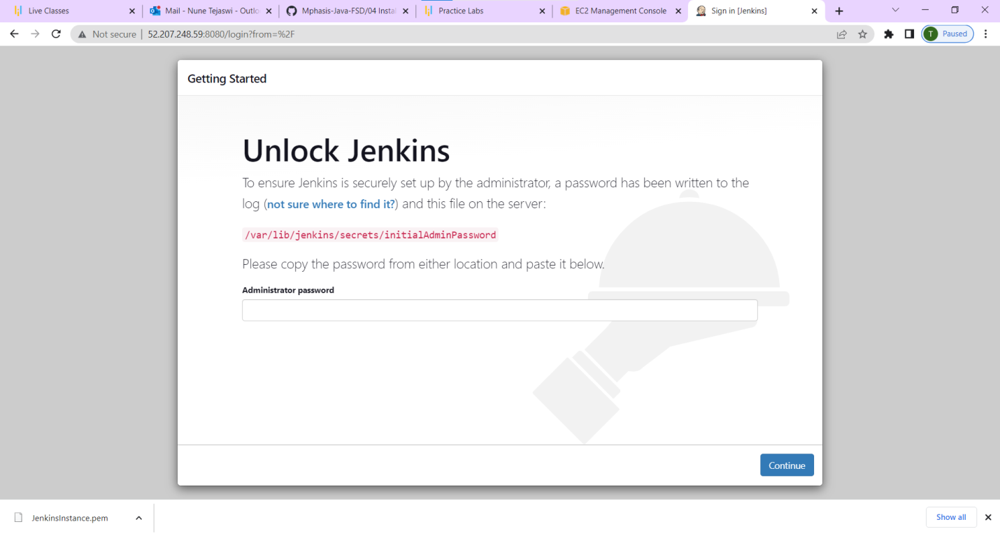 Live Classes
Mail - Nune Tejaswi - Outlo
Mphasis-Java-FSD/04 Instal
Practice Labs
EC2 Management Console
Sign in [Jenkins]
Not secure | 52.207.248.59:8080/login?from=%2F
T Paused
Getting Started
Unlock Jenkins
To ensure Jenkins is securely set up by the administrator, a password has been written to the
log (not sure where to find it?) and this file on the server:
/var/lib/jenkins/secrets/initialAdminPassword
Please copy the password from either location and paste it below.
Administrator password
Continue
JenkinsInstance.pem
Show all